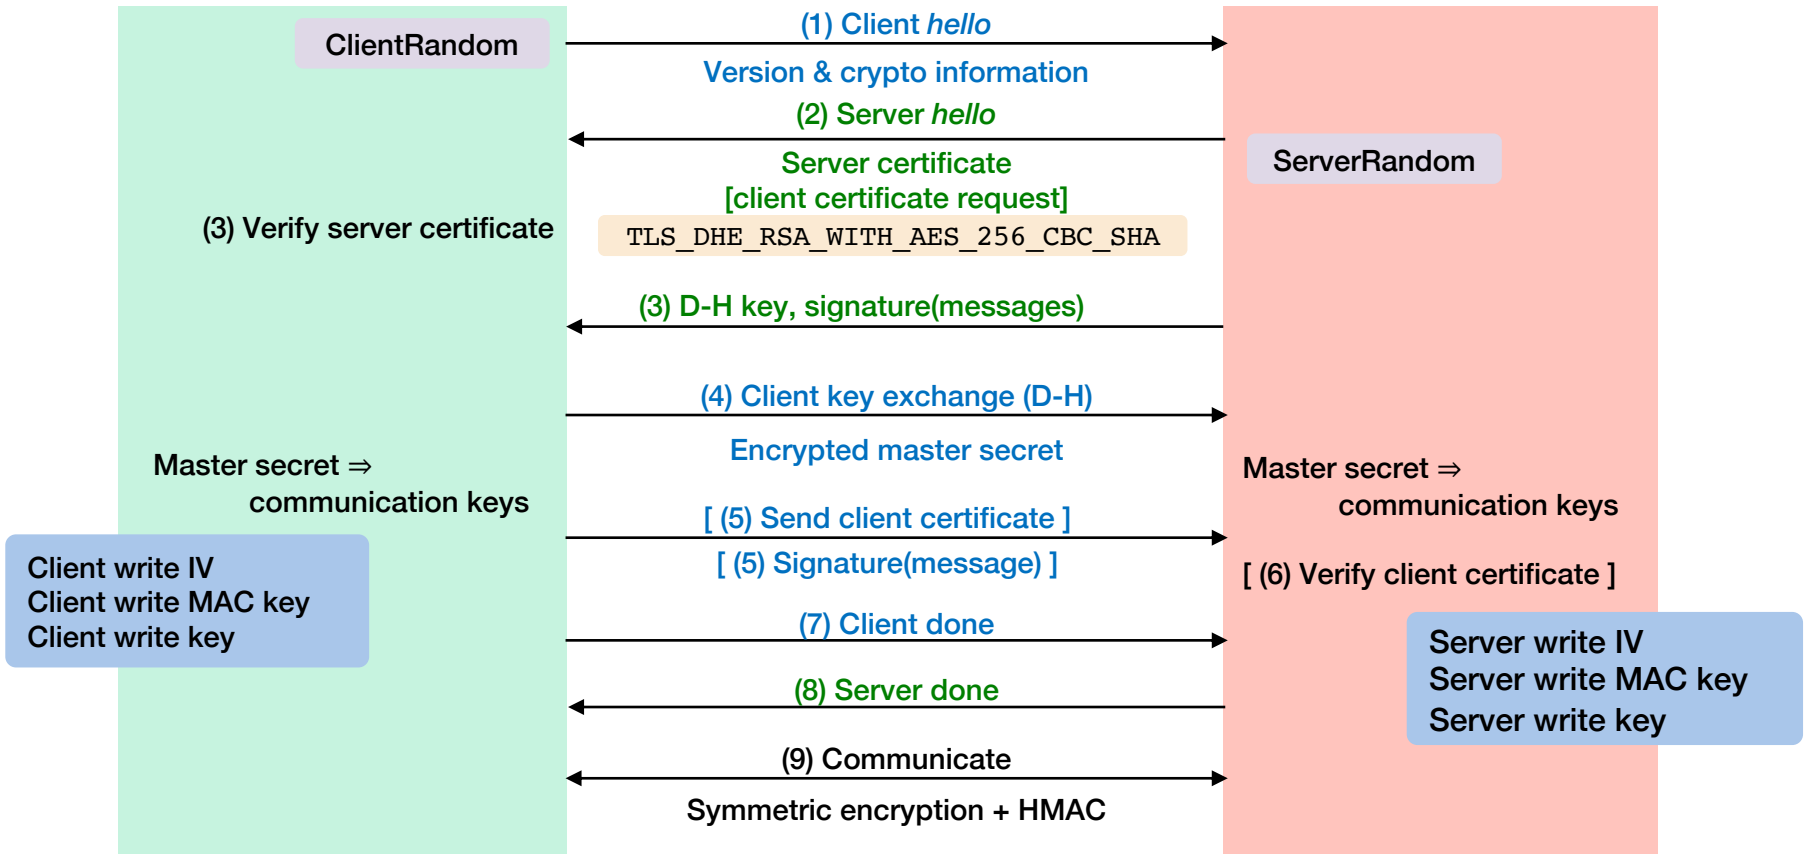 (1) Client hello
ClientRandom
Version & crypto information
(2) Server hello
ServerRandom
Server certificate
[client certificate request]
(3) Verify server certificate
TLS_DHE_RSA_WITH_AES_256_CBC_SHA
(3) D-H key, signature(messages)
(4) Client key exchange (D-H)
Encrypted master secret
Master secret ⇒
communication keys
Master secret ⇒
communication keys
[ (5) Send client certificate ]
[ (5) Signature(message) ]
[ (6) Verify client certificate ]
Client write IV
Client write MAC key
Client write key
(7) Client done
Server write IV
Server write MAC key
Server write key
(8) Server done
(9) Communicate
Symmetric encryption + HMAC